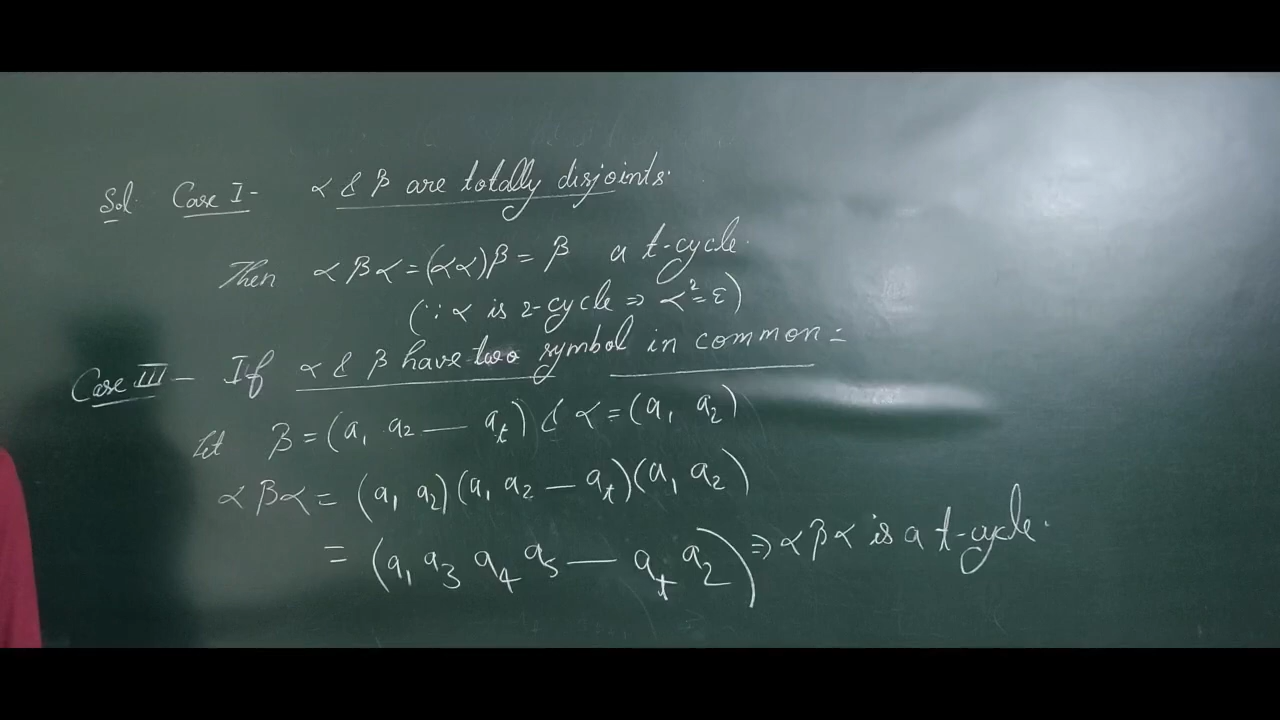 Sol. Case I - α & β are totally disjoints.
Then αβα = (αα)β = β a t-cycle.
(∵ α is 2-cycle ⇒ α² = ε)
Case III - If α & β have two symbol in common =
Let β = (a₁ a₂ — aₜ) & α = (a₁ a₂)
αβα = (a₁ a₂)(a₁ a₂ — aₜ)(a₁ a₂)
= (a₁ a₃ a₄ a₅ — aₜ a₂) ⇒ αβα is a t-cycle.